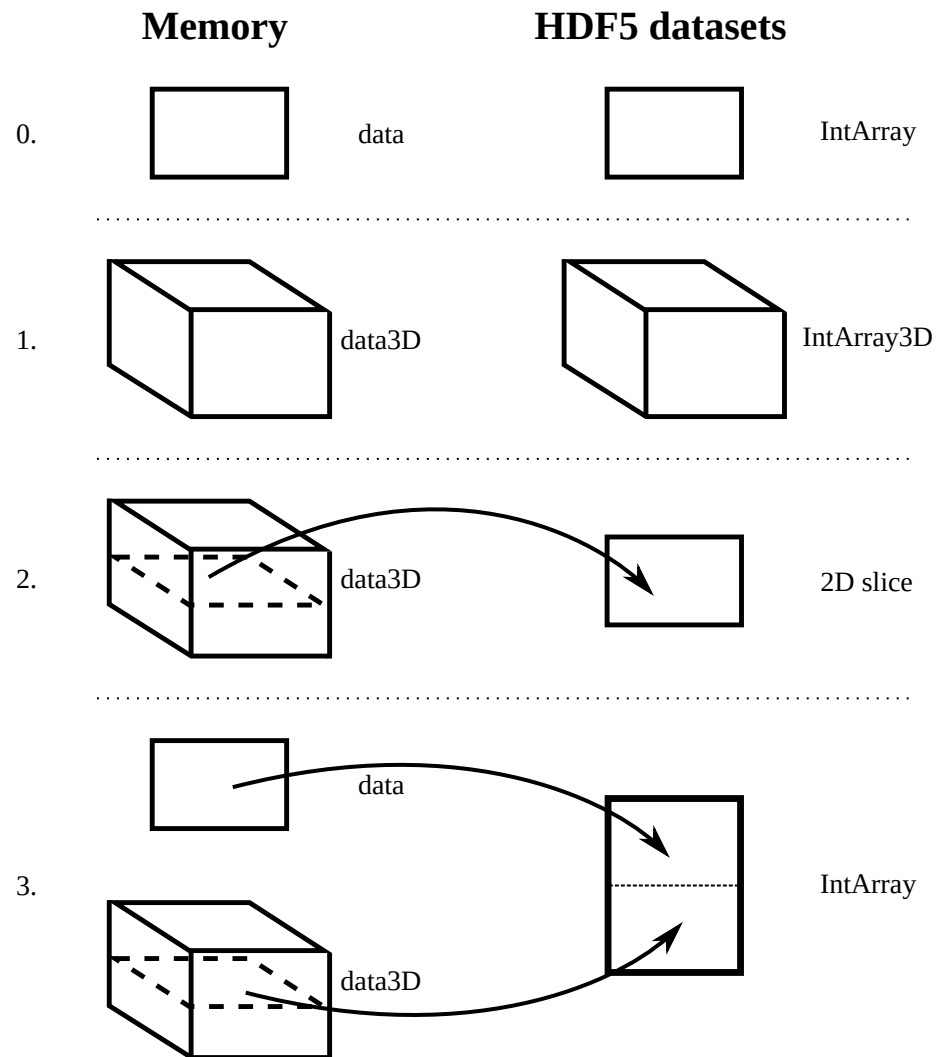 Memory HDF5 datasets
0. data IntArray
1. data3D IntArray3D
2. data3D 2D slice
data
3. IntArray
data3D